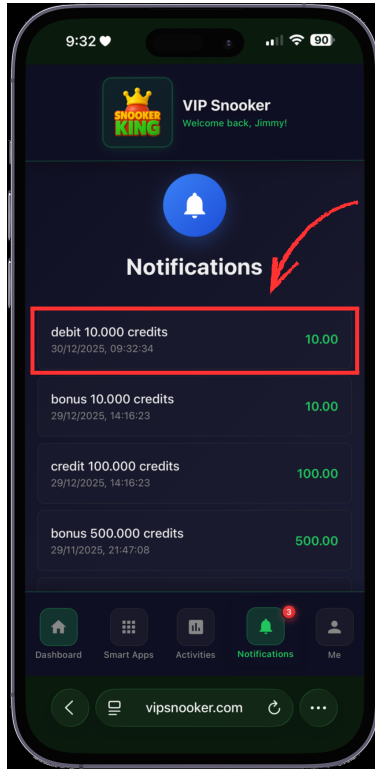 9:32
90
SNOOKER
KING
VIP Snooker
Welcome back, Jimmy!
Notifications
debit 10.000 credits
10.00
30/12/2025, 09:32:34
bonus 10.000 credits
10.00
29/12/2025, 14:16:23
credit 100.000 credits
100.00
29/12/2025, 14:16:23
bonus 500.000 credits
500.00
29/11/2025, 21:47:08
3
Dashboard
Smart Apps
Activities
Notifications
Me
vipsnooker.com